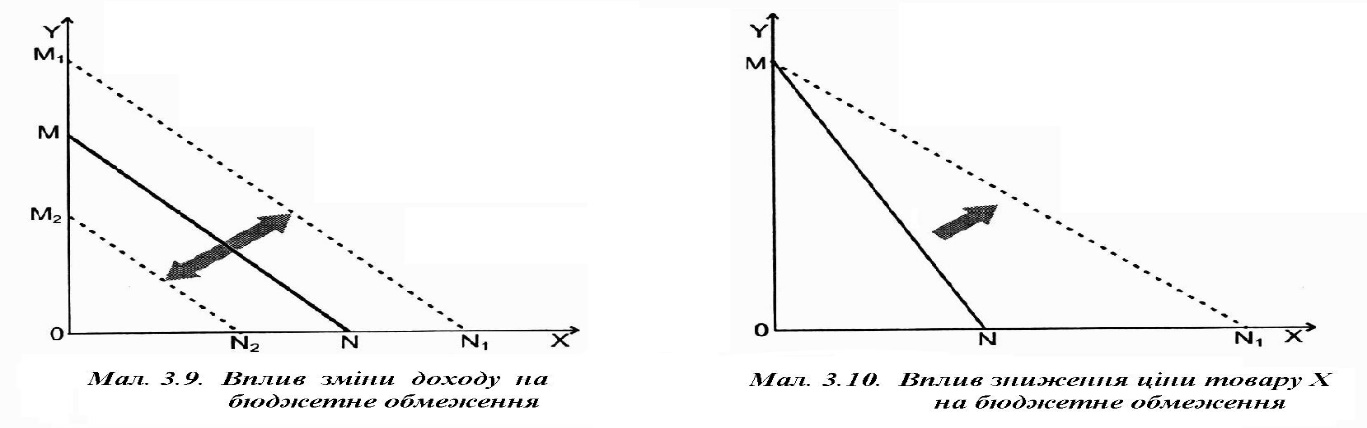 Y
M₁
M
M₂
0
N₂
N
N₁
X
Мал. 3.9. Вплив зміни доходу на
бюджетне обмеження
Y
M
0
N
N₁
X
Мал. 3.10. Вплив зниження ціни товару X
на бюджетне обмеження